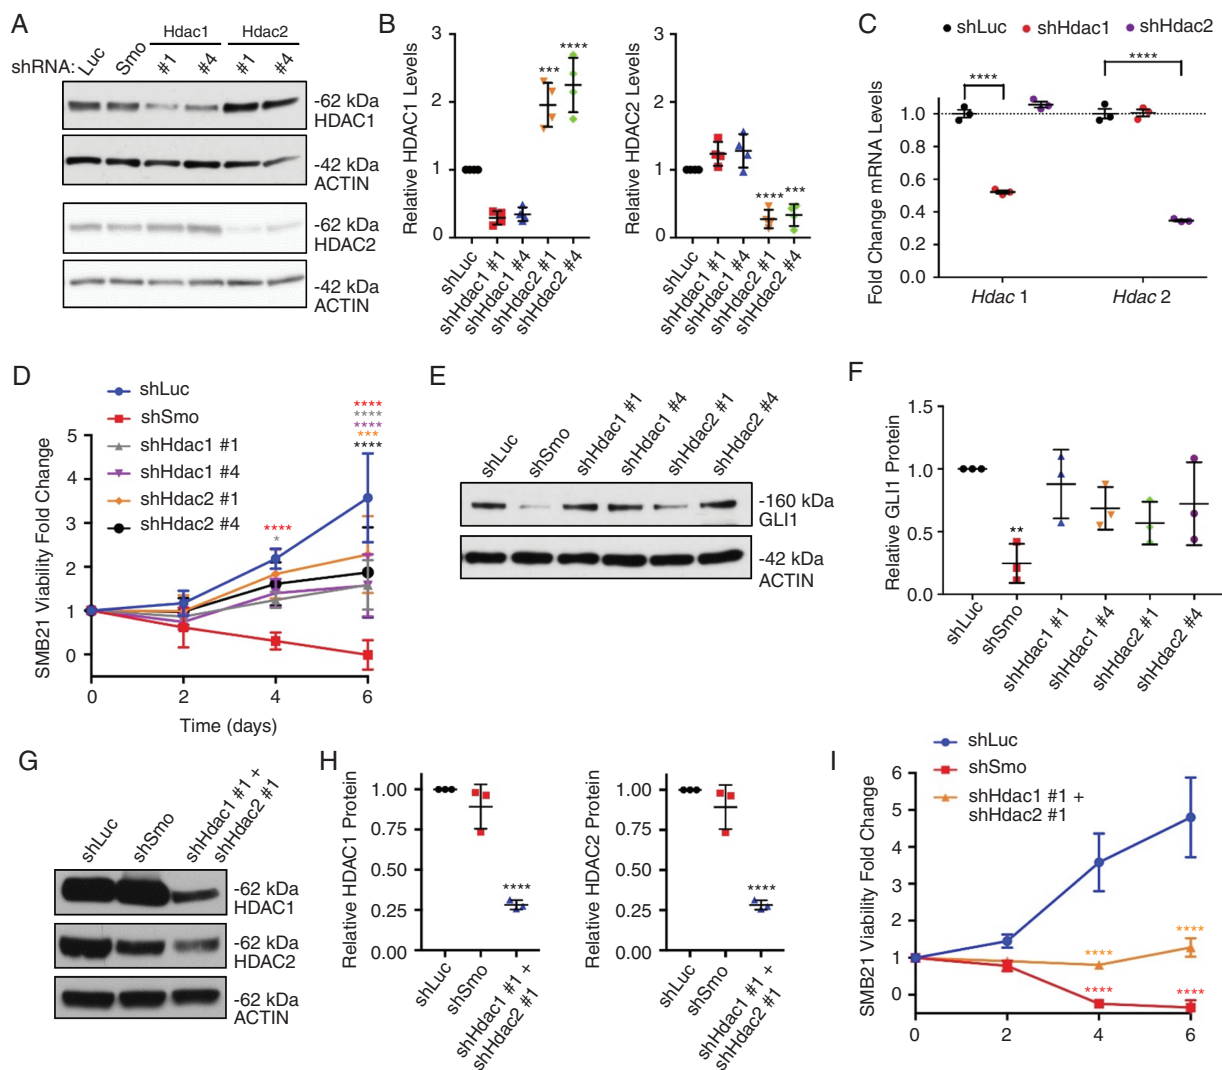 A
Hdac1
Hdac2
shRNA: Luc Smo #1 #4 #1 #4
-62 kDa
HDAC1
-42 kDa
ACTIN
-62 kDa
HDAC2
-42 kDa
ACTIN
B
Relative HDAC1 Levels
3
2
1
0
***
****
shLuc
shHdac1 #1
shHdac1 #4
shHdac2 #1
shHdac2 #4
Relative HDAC2 Levels
3
2
1
0
****
***
shLuc
shHdac1 #1
shHdac1 #4
shHdac2 #1
shHdac2 #4
C
shLuc
shHdac1
shHdac2
Fold Change mRNA Levels
1.0
0.8
0.6
0.4
0.2
0.0
****
****
Hdac 1
Hdac 2
D
shLuc
shSmo
shHdac1 #1
shHdac1 #4
shHdac2 #1
shHdac2 #4
SMB21 Viability Fold Change
5
4
3
2
1
0
****
*
****
****
****
***
****
0
2
4
6
Time (days)
E
shLuc
shSmo
shHdac1 #1
shHdac1 #4
shHdac2 #1
shHdac2 #4
-160 kDa
GLI1
-42 kDa
ACTIN
F
Relative GLI1 Protein
1.5
1.0
0.5
0.0
**
shLuc
shSmo
shHdac1 #1
shHdac1 #4
shHdac2 #1
shHdac2 #4
G
shLuc
shSmo
shHdac1 #1 +
shHdac2 #1
-62 kDa
HDAC1
-62 kDa
HDAC2
-62 kDa
ACTIN
H
Relative HDAC1 Protein
1.00
0.75
0.50
0.25
0.00
****
shLuc
shSmo
shHdac1 #1 +
shHdac2 #1
Relative HDAC2 Protein
1.00
0.75
0.50
0.25
0.00
****
shLuc
shSmo
shHdac1 #1 +
shHdac2 #1
I
shLuc
shSmo
shHdac1 #1 +
shHdac2 #1
SMB21 Viability Fold Change
6
5
4
3
2
1
0
****
****
****
****
0
2
4
6